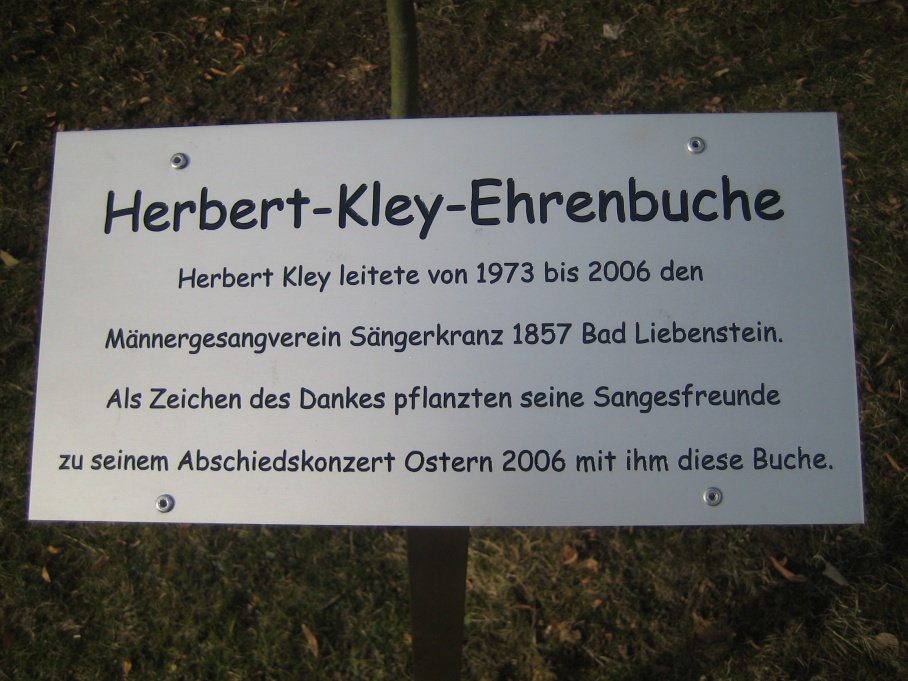 Herbert-Kley-Ehrenbuche
Herbert Kley leitete von 1973 bis 2006 den
Männergesangverein Sängerkranz 1857 Bad Liebenstein.
Als Zeichen des Dankes pflanzten seine Sangesfreunde
zu seinem Abschiedskonzert Ostern 2006 mit ihm diese Buche.